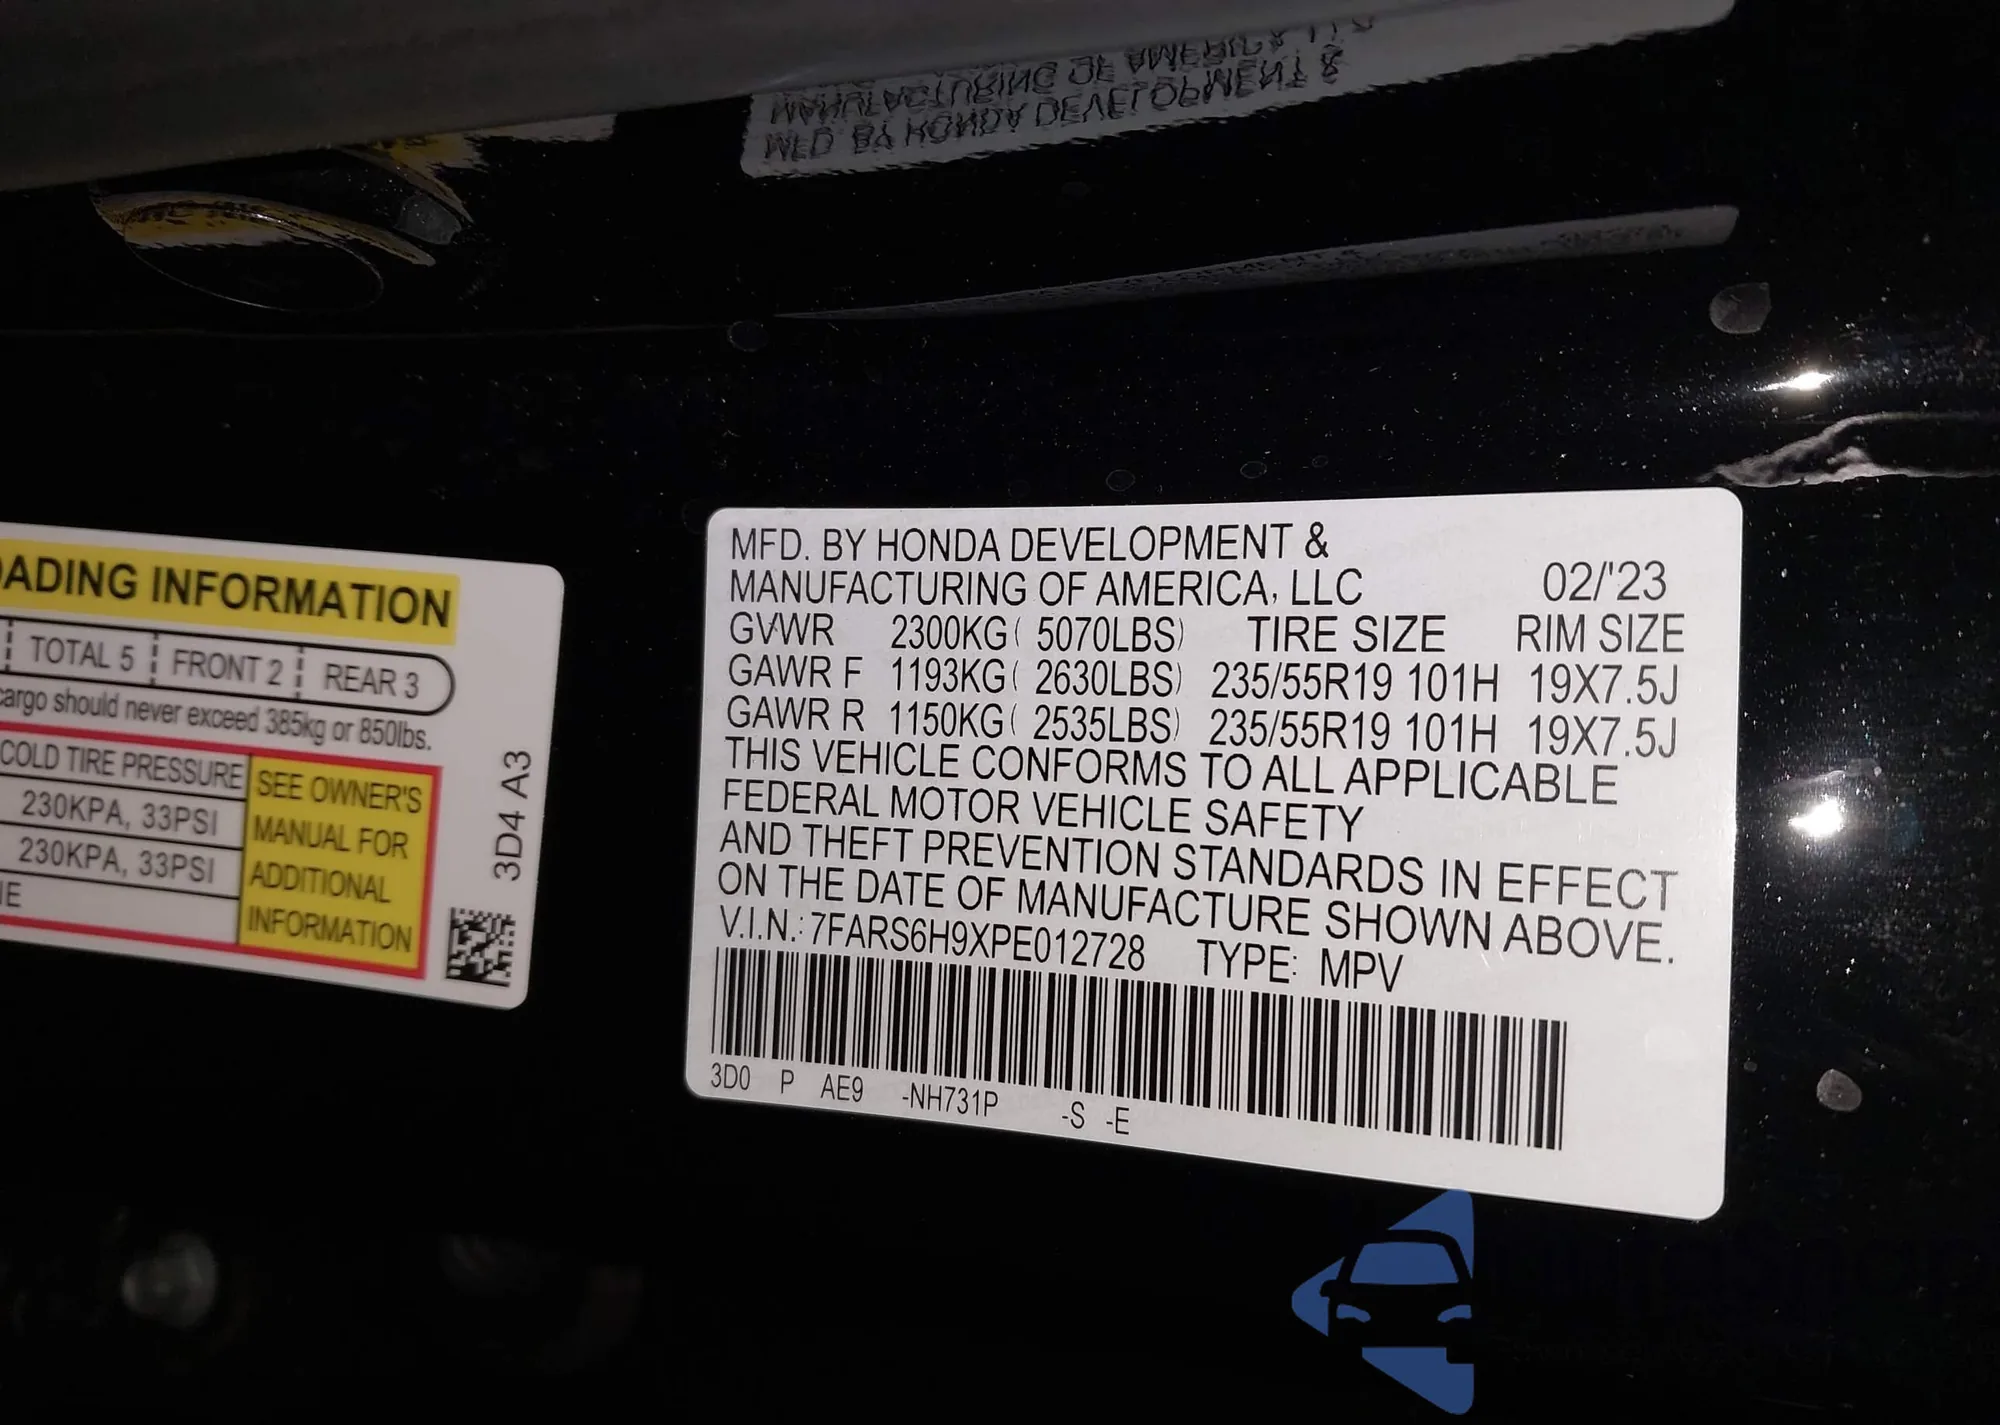 MFD. BY HONDA DEVELOPMENT &
MANUFACTURING OF AMERICA, LLC
MFD. BY HONDA DEVELOPMENT &
MANUFACTURING OF AMERICA, LLC 02/'23
GVWR 2300KG( 5070LBS) TIRE SIZE RIM SIZE
GAWR F 1193KG( 2630LBS) 235/55R19 101H 19X7.5J
GAWR R 1150KG( 2535LBS) 235/55R19 101H 19X7.5J
THIS VEHICLE CONFORMS TO ALL APPLICABLE
FEDERAL MOTOR VEHICLE SAFETY
AND THEFT PREVENTION STANDARDS IN EFFECT
ON THE DATE OF MANUFACTURE SHOWN ABOVE.
V.I.N.: 7FARS6H9XPE012728 TYPE: MPV
3D0 P AE9 -NH731P -S -E
OADING INFORMATION
TOTAL 5 FRONT 2 REAR 3
cargo should never exceed 385kg or 850lbs.
COLD TIRE PRESSURE
230KPA, 33PSI
230KPA, 33PSI
SEE OWNER'S
MANUAL FOR
ADDITIONAL
INFORMATION
3D4 A3